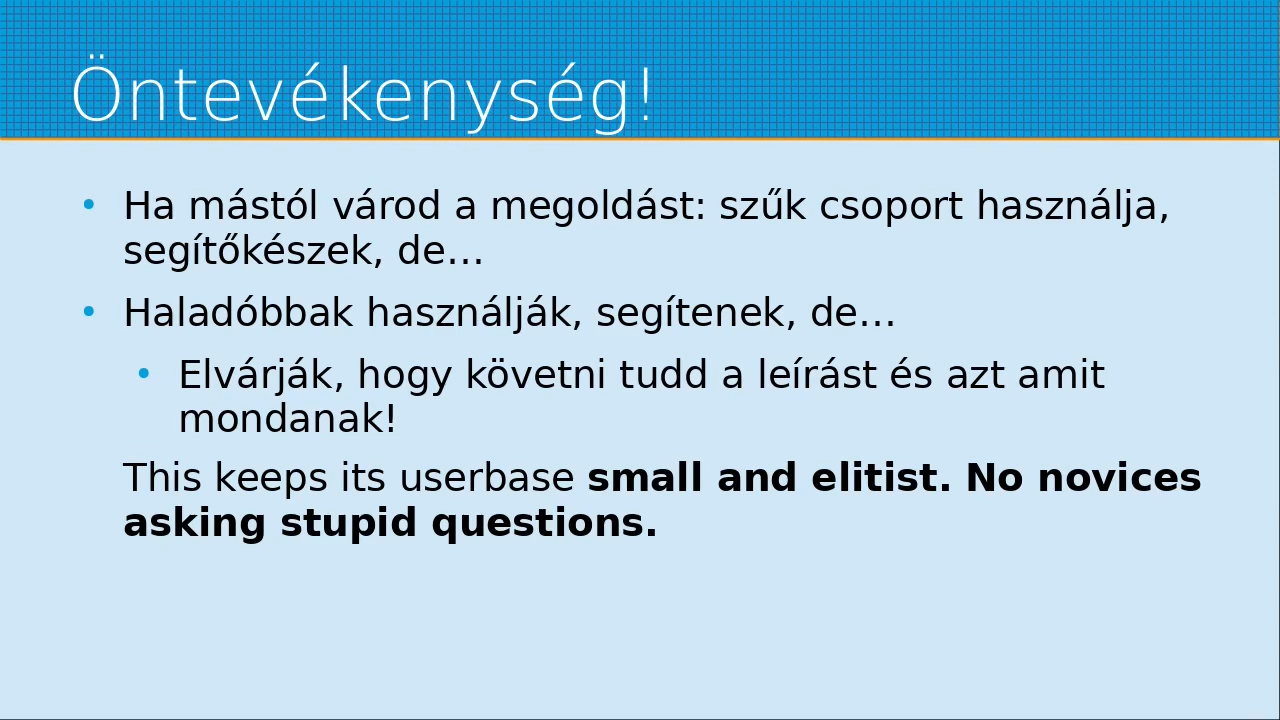 Öntevékenység!
• Ha mástól várod a megoldást: szűk csoport használja,
segítőkészek, de…
• Haladóbbak használják, segítenek, de…
• Elvárják, hogy követni tudd a leírást és azt amit
mondanak!
This keeps its userbase small and elitist. No novices
asking stupid questions.